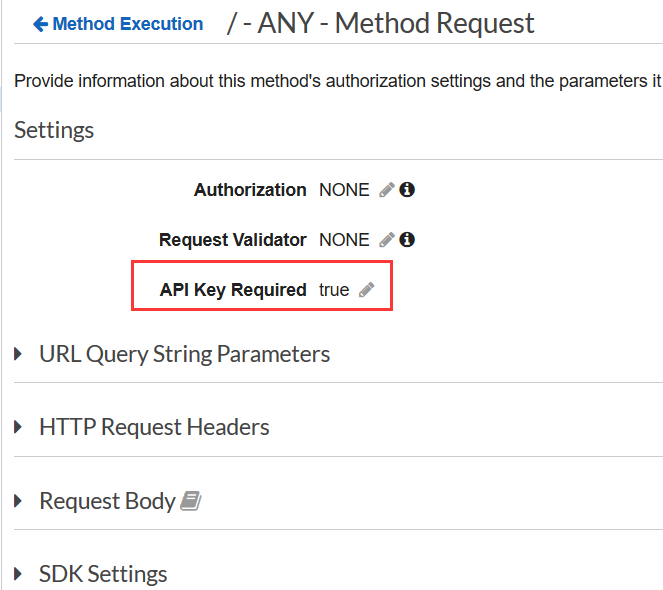 Method Execution / - ANY - Method Request
Provide information about this method's authorization settings and the parameters it
Settings
Authorization NONE
Request Validator NONE
API Key Required true
URL Query String Parameters
HTTP Request Headers
Request Body
SDK Settings